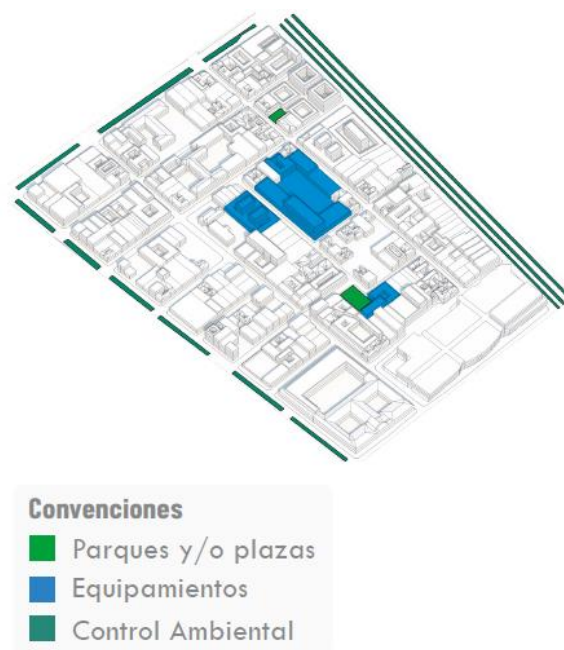 Convenciones
Parques y/o plazas
Equipamientos
Control Ambiental